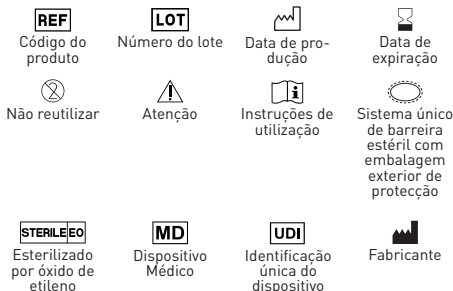 REF
LOT
Código do
produto
Número do lote
Data de pro-
dução
Data de
expiração
2
i
Não reutilizar
Atenção
Instruções de
utilização
Sistema único
de barreira
estéril com
embalagem
exterior de
protecção
STERILE EO
MD
UDI
Esterilizado
por óxido de
etileno
Dispositivo
Médico
Identificação
única do
dispositivo
Fabricante